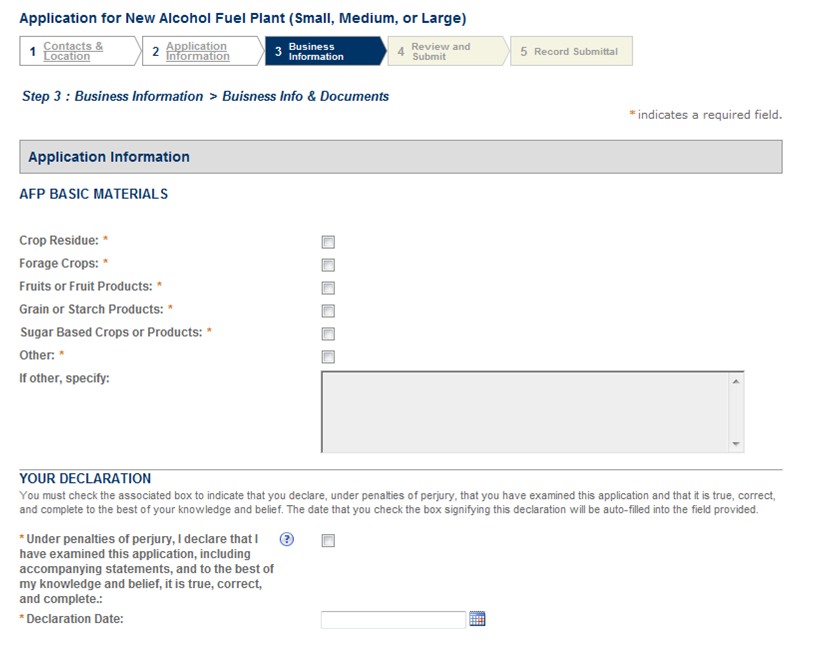 Application for New Alcohol Fuel Plant (Small, Medium, or Large)
1 Contacts & Location
2 Application Information
3 Business Information
4 Review and Submit
5 Record Submittal
Step 3 : Business Information > Buisness Info & Documents
* indicates a required field.
Application Information
AFP BASIC MATERIALS
Crop Residue: *
Forage Crops: *
Fruits or Fruit Products: *
Grain or Starch Products: *
Sugar Based Crops or Products: *
Other: *
If other, specify:
YOUR DECLARATION
You must check the associated box to indicate that you declare, under penalties of perjury, that you have examined this application and that it is true, correct,
and complete to the best of your knowledge and belief. The date that you check the box signifying this declaration will be auto-filled into the field provided.
* Under penalties of perjury, I declare that I ?
have examined this application, including
accompanying statements, and to the best of
my knowledge and belief, it is true, correct,
and complete.:
* Declaration Date: